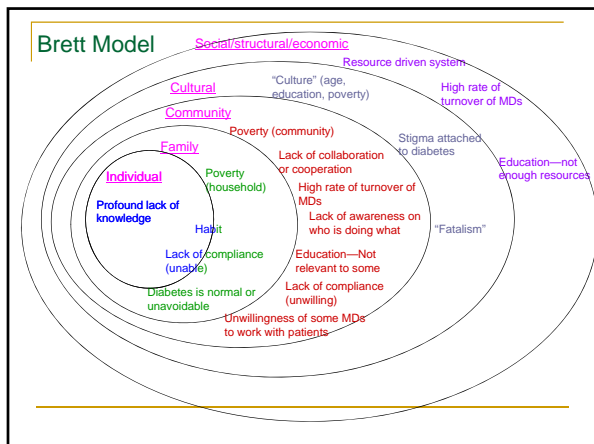 Brett Model
Social/structural/economic
Resource driven system
Cultural
"Culture" (age,
education, poverty)
High rate of
turnover of MDs
Community
Poverty (community)
Stigma attached
to diabetes
Family
Lack of collaboration
or cooperation
Education—not
enough resources
Individual
Poverty
(household)
High rate of turnover of
MDs
Profound lack of
knowledge
Lack of awareness on
who is doing what
Habit
"Fatalism"
Lack of compliance
(unable)
Education—Not
relevant to some
Diabetes is normal or
unavoidable
Lack of compliance
(unwilling)
Unwillingness of some MDs
to work with patients